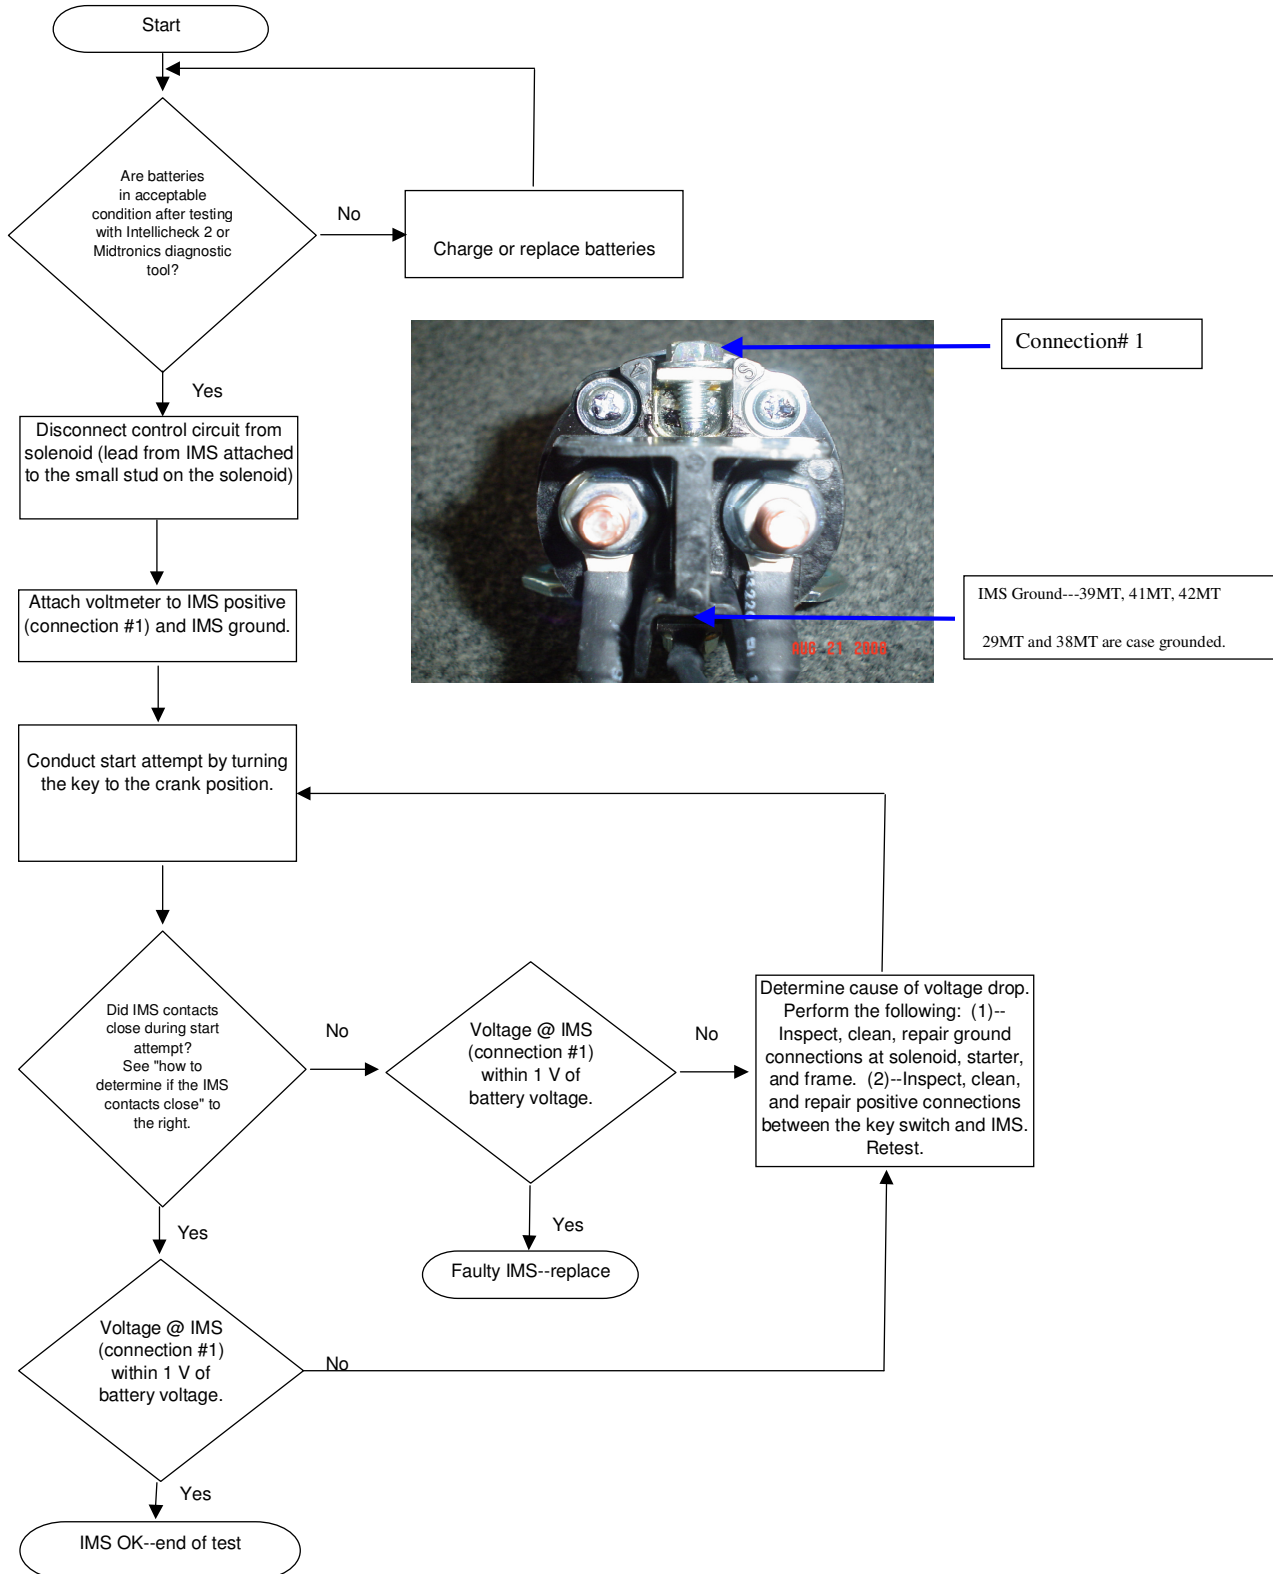 Start
Are batteries
in acceptable
condition after testing
with Intellicheck 2 or
Midtronics diagnostic
tool?
No
Charge or replace batteries
Yes
Connection# 1
Disconnect control circuit from
solenoid (lead from IMS attached
to the small stud on the solenoid)
Attach voltmeter to IMS positive
(connection #1) and IMS ground.
IMS Ground---39MT, 41MT, 42MT
29MT and 38MT are case grounded.
AUG 21 2008
Conduct start attempt by turning
the key to the crank position.
Did IMS contacts
close during start
attempt?
See "how to
determine if the IMS
contacts close" to
the right.
No
Voltage @ IMS
(connection #1)
within 1 V of
battery voltage.
No
Determine cause of voltage drop.
Perform the following: (1)--
Inspect, clean, repair ground
connections at solenoid, starter,
and frame. (2)--Inspect, clean,
and repair positive connections
between the key switch and IMS.
Retest.
Yes
Yes
Faulty IMS--replace
Voltage @ IMS
(connection #1)
within 1 V of
battery voltage.
No
Yes
IMS OK--end of test